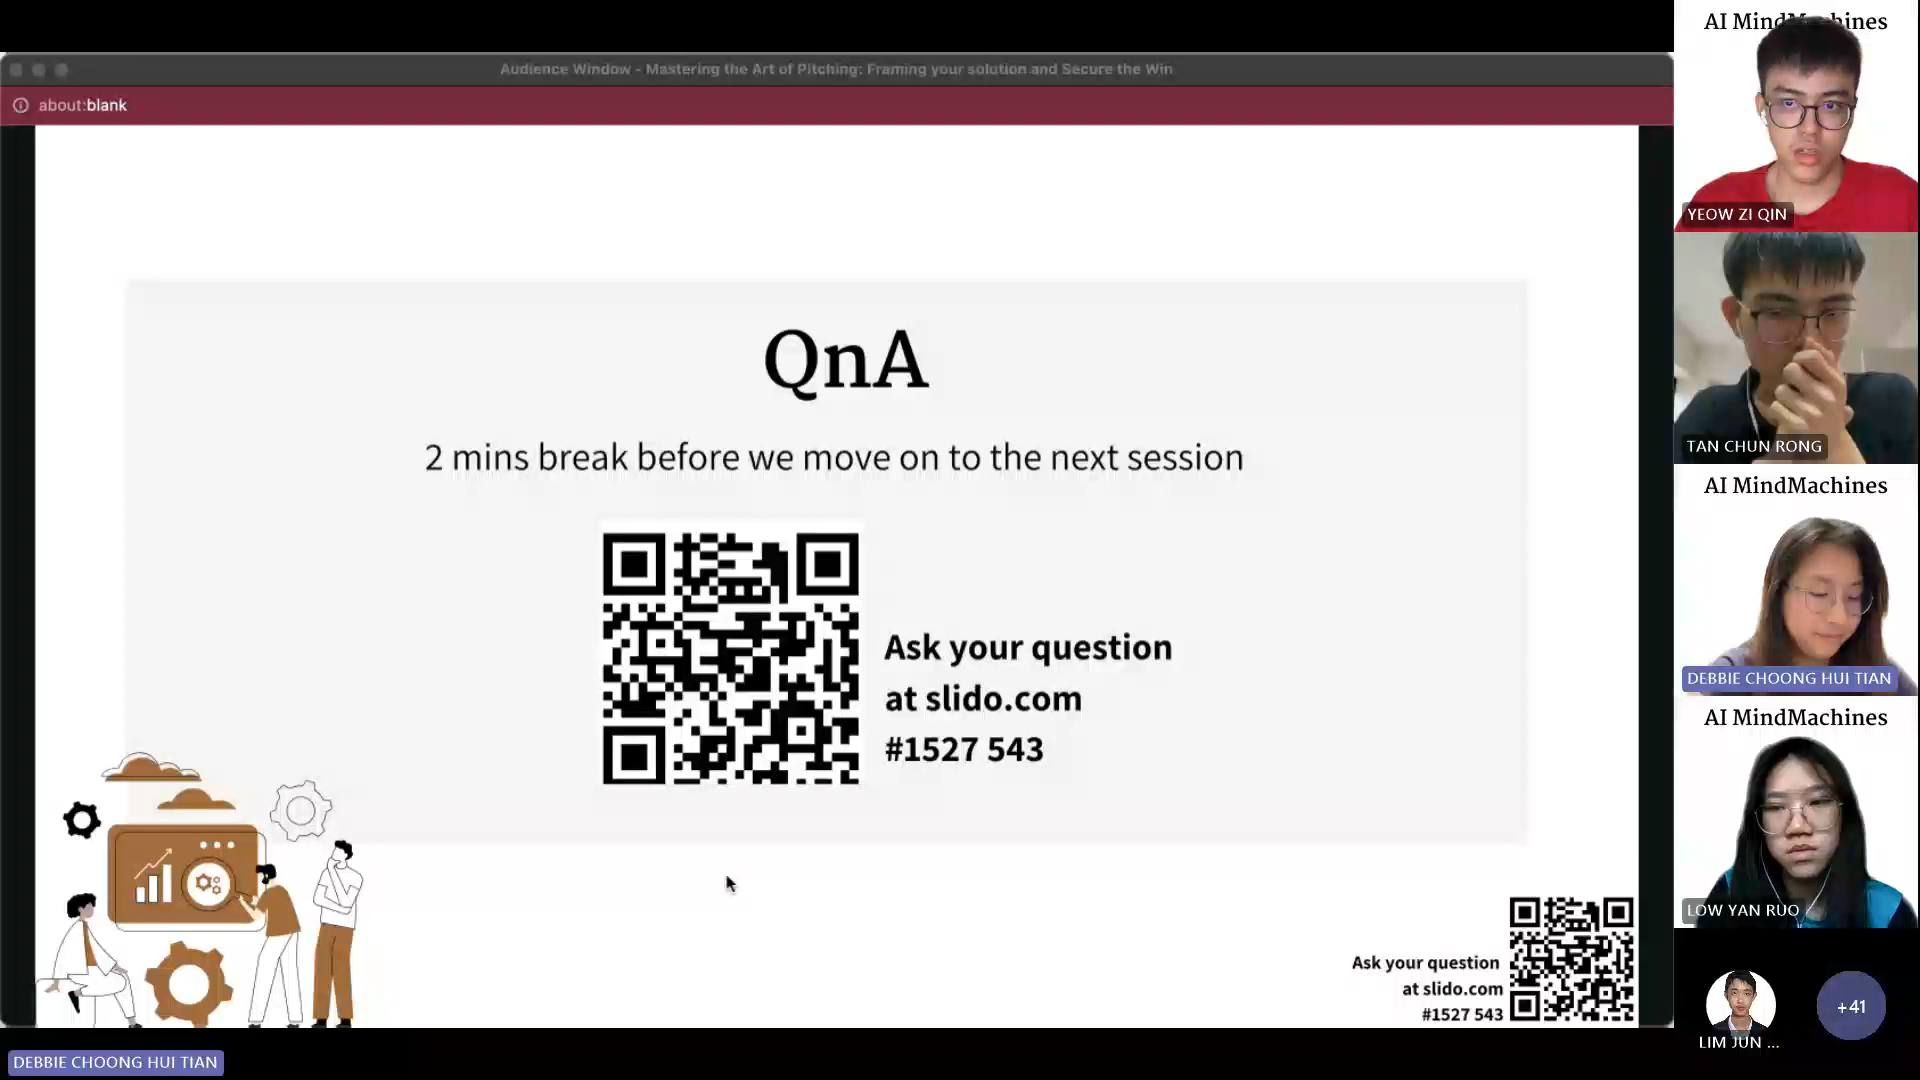 Audience Window - Mastering the Art of Pitching: Framing your solution and Secure the Win
about:blank
QnA
2 mins break before we move on to the next session
Ask your question
at slido.com
#1527 543
Ask your question
at slido.com
#1527 543
DEBBIE CHOONG HUI TIAN
AI MindMachines
YEOW ZI QIN
TAN CHUN RONG
AI MindMachines
DEBBIE CHOONG HUI TIAN
AI MindMachines
LOW YAN RUO
LIM JUN ...
+41